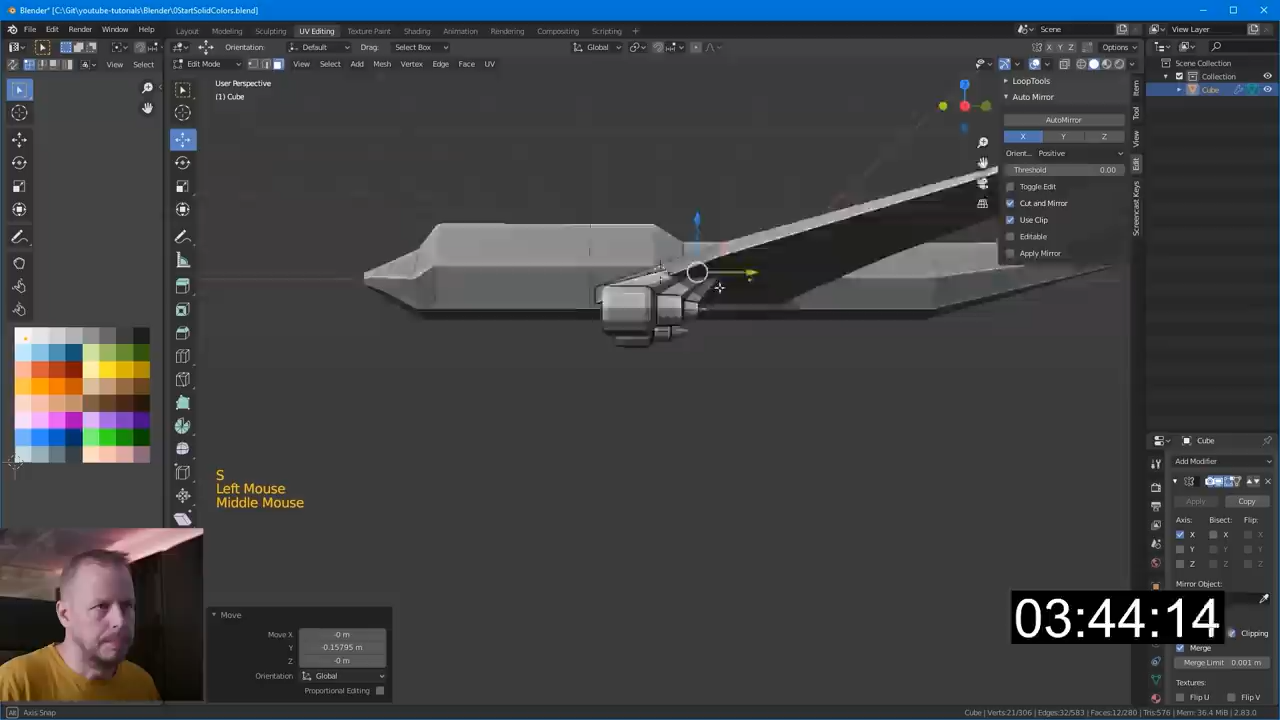 Blender* [C:\Git\youtube-tutorials\Blender\0StartSolidColors.blend]
File Edit Render Window Help
Layout Modeling Sculpting UV Editing Texture Paint Shading Animation Rendering Compositing Scripting +
Scene View Layer
Orientation: Default Drag: Select Box Global X Y Z Options
View Select Edit Mode View Select Add Mesh Vertex Edge Face UV
User Perspective
(1) Cube
Scene Collection
Collection
Cube
LoopTools
Auto Mirror
AutoMirror
X Y Z
Orient... Positive
Threshold 0.00
Toggle Edit
Cut and Mirror
Use Clip
Editable
Apply Mirror
Item
Tool
View
Edit
Screencast Keys
S
Left Mouse
Middle Mouse
Move
Move X -0 m
Y -0.15795 m
Z -0 m
Orientation Global
Proportional Editing
Cube
Add Modifier
Apply Copy
Axis: Bisect: Flip:
X X X
Y Y Y
Z Z Z
Mirror Object:
03:44:14
Clipping
Merge
Merge Limit 0.001 m
Textures:
Flip U Flip V
Axis Snap
Cube | Verts:21/306 | Edges:32/583 | Faces:12/280 | Tris:576 | Mem: 36.4 MiB | 2.83.0